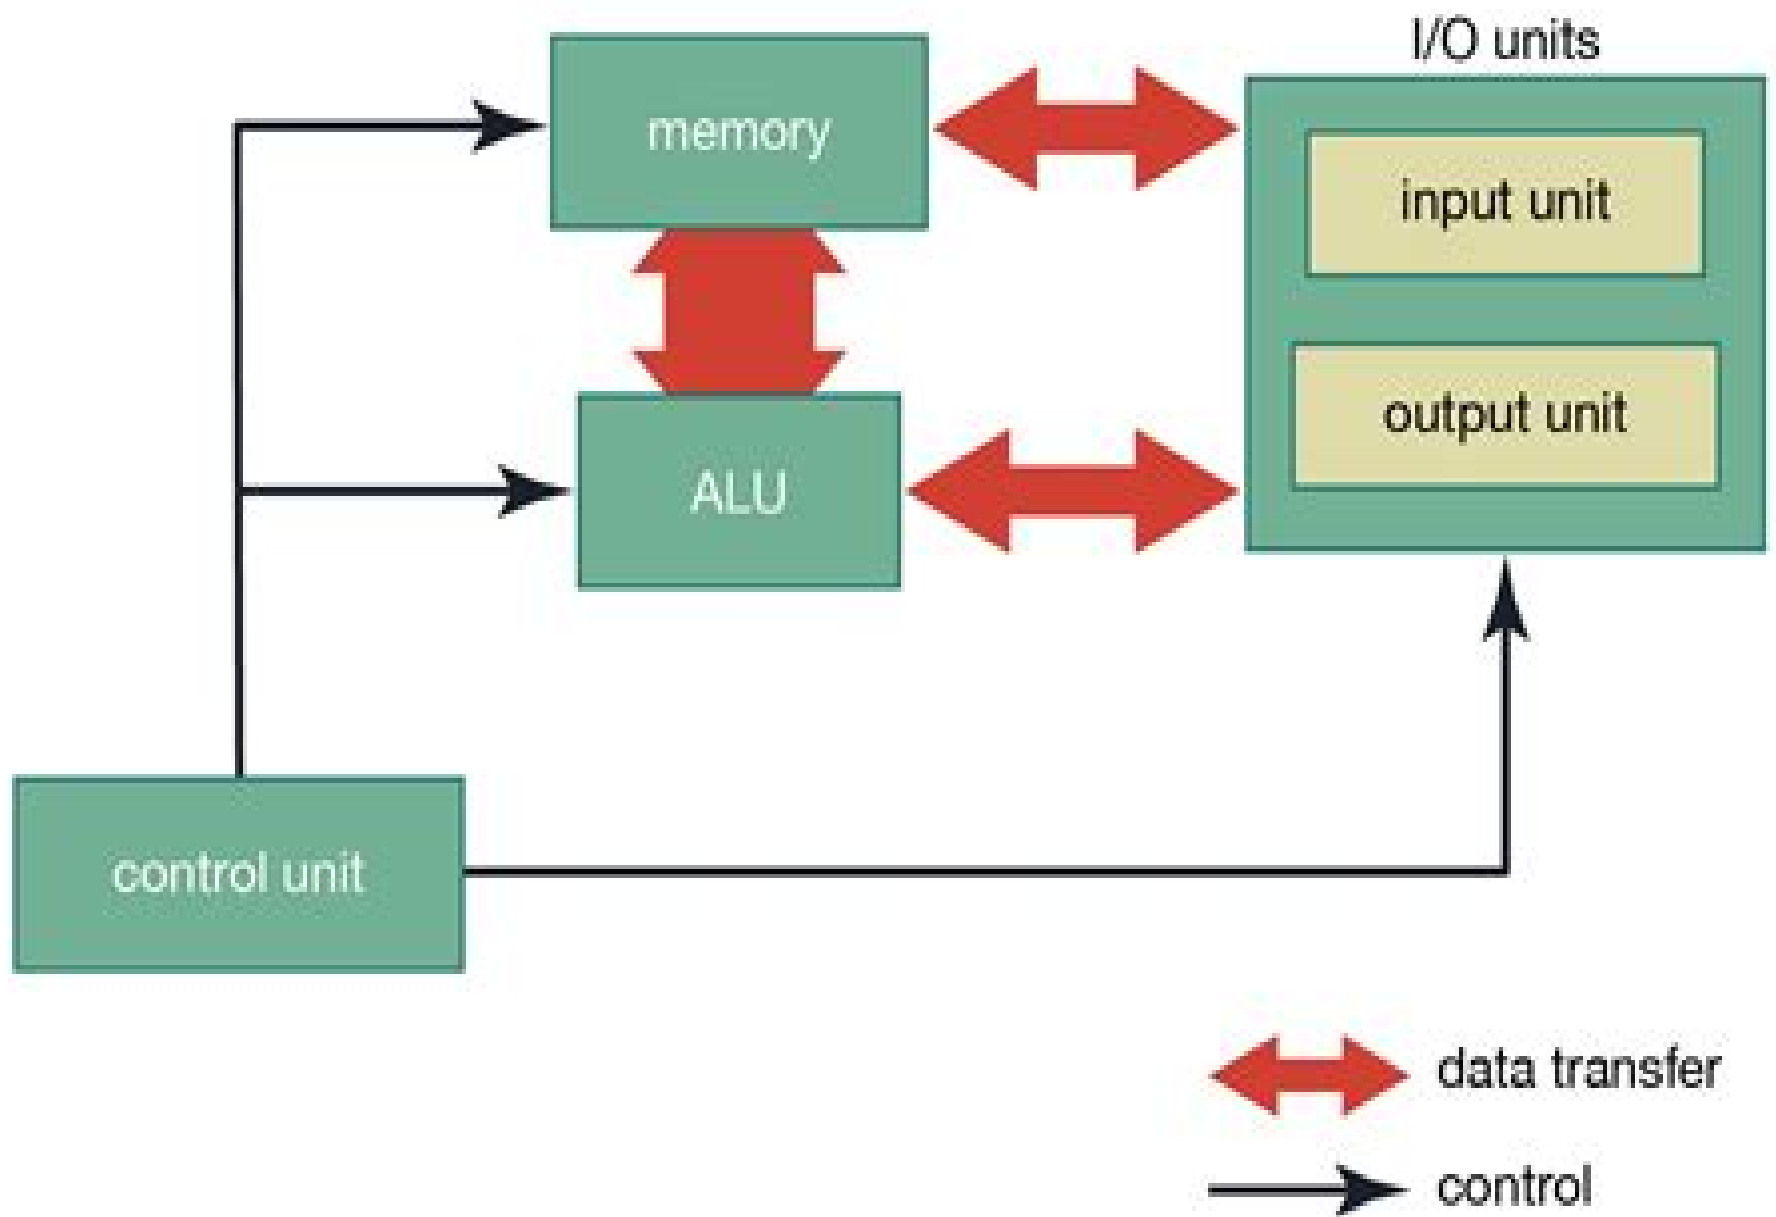 I/O units
memory
input unit
output unit
ALU
control unit
data transfer
control